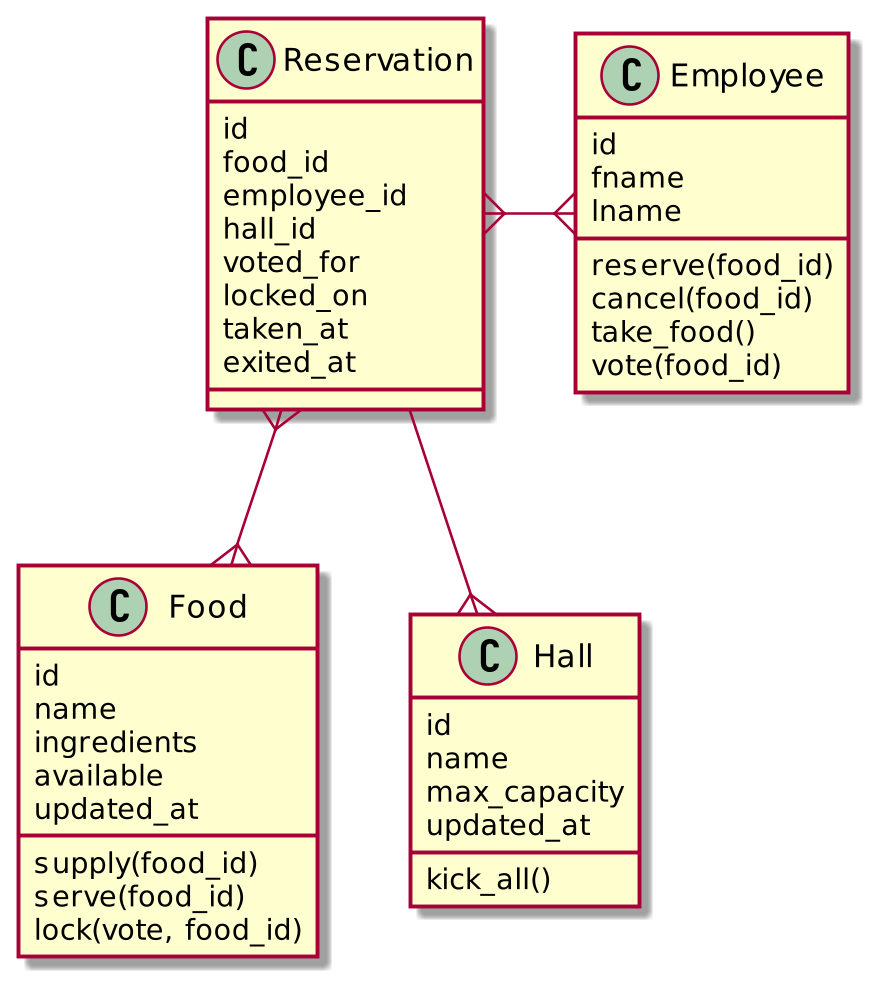 C Reservation
id
food_id
employee_id
hall_id
voted_for
locked_on
taken_at
exited_at
C Employee
id
fname
lname
reserve(food_id)
cancel(food_id)
take_food()
vote(food_id)
C Food
id
name
ingredients
available
updated_at
supply(food_id)
serve(food_id)
lock(vote, food_id)
C Hall
id
name
max_capacity
updated_at
kick_all()